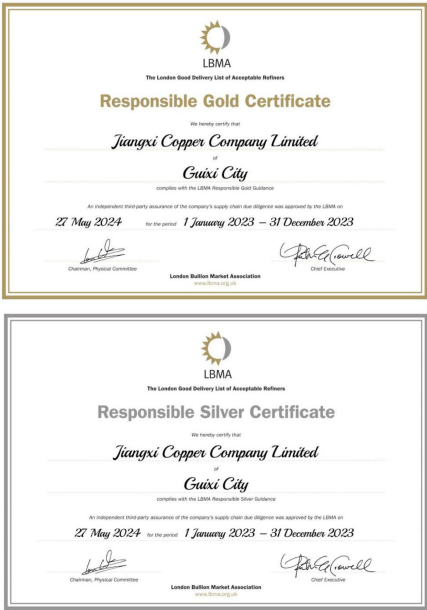 LBMA
The London Good Delivery List of Acceptable Refiners
Responsible Gold Certificate
We hereby certify that
Jiangxi Copper Company Limited
of
Guixi City
complies with the LBMA Responsible Gold Guidance
An independent third-party assurance of the company's supply chain due diligence was approved by the LBMA on
27 May 2024 for the period 1 January 2023 – 31 December 2023
Chairman, Physical Committee Chief Executive
London Bullion Market Association
www.lbma.org.uk
LBMA
The London Good Delivery List of Acceptable Refiners
Responsible Silver Certificate
We hereby certify that
Jiangxi Copper Company Limited
of
Guixi City
complies with the LBMA Responsible Silver Guidance
An independent third-party assurance of the company's supply chain due diligence was approved by the LBMA on
27 May 2024 for the period 1 January 2023 – 31 December 2023
Chairman, Physical Committee Chief Executive
London Bullion Market Association
www.lbma.org.uk